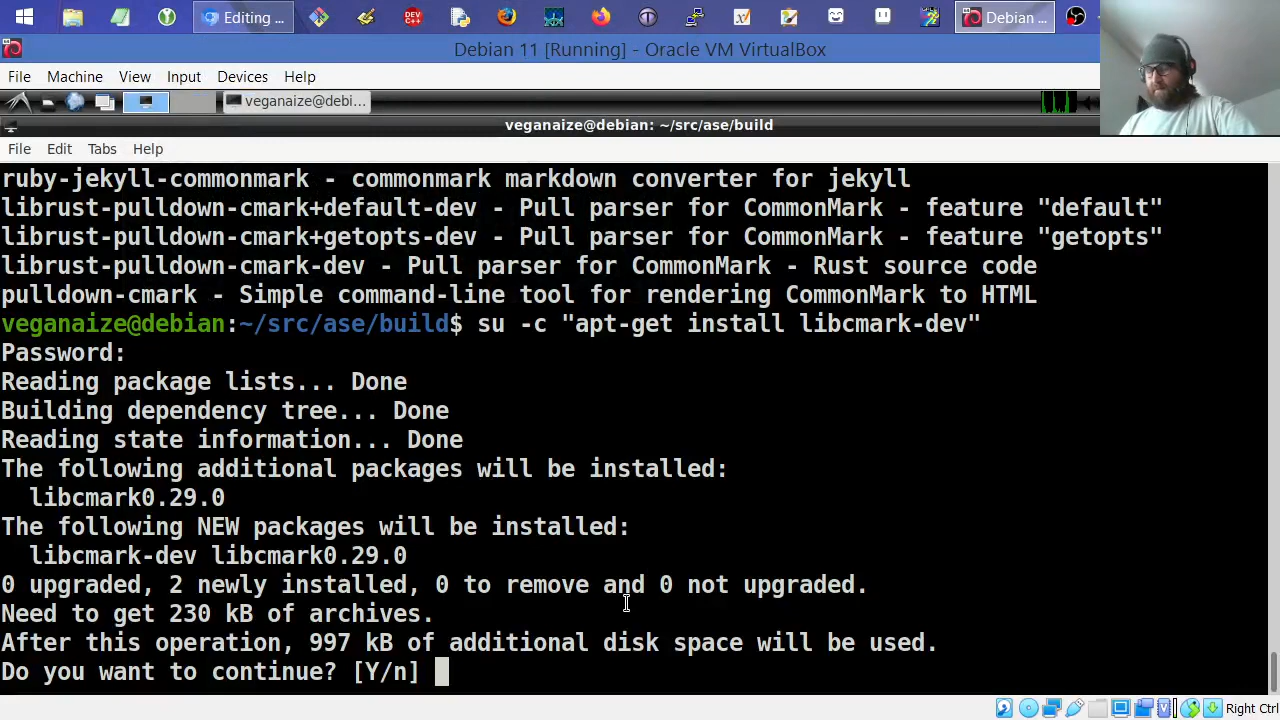 Editing ...
Debian ...
Debian 11 [Running] - Oracle VM VirtualBox
File Machine View Input Devices Help
veganaize@debi...
veganaize@debian: ~/src/ase/build
File Edit Tabs Help
ruby-jekyll-commonmark - commonmark markdown converter for jekyll
librust-pulldown-cmark+default-dev - Pull parser for CommonMark - feature "default"
librust-pulldown-cmark+getopts-dev - Pull parser for CommonMark - feature "getopts"
librust-pulldown-cmark-dev - Pull parser for CommonMark - Rust source code
pulldown-cmark - Simple command-line tool for rendering CommonMark to HTML
veganaize@debian:~/src/ase/build$ su -c "apt-get install libcmark-dev"
Password:
Reading package lists... Done
Building dependency tree... Done
Reading state information... Done
The following additional packages will be installed:
  libcmark0.29.0
The following NEW packages will be installed:
  libcmark-dev libcmark0.29.0
0 upgraded, 2 newly installed, 0 to remove and 0 not upgraded.
Need to get 230 kB of archives.
After this operation, 997 kB of additional disk space will be used.
Do you want to continue? [Y/n]
Right Ctrl